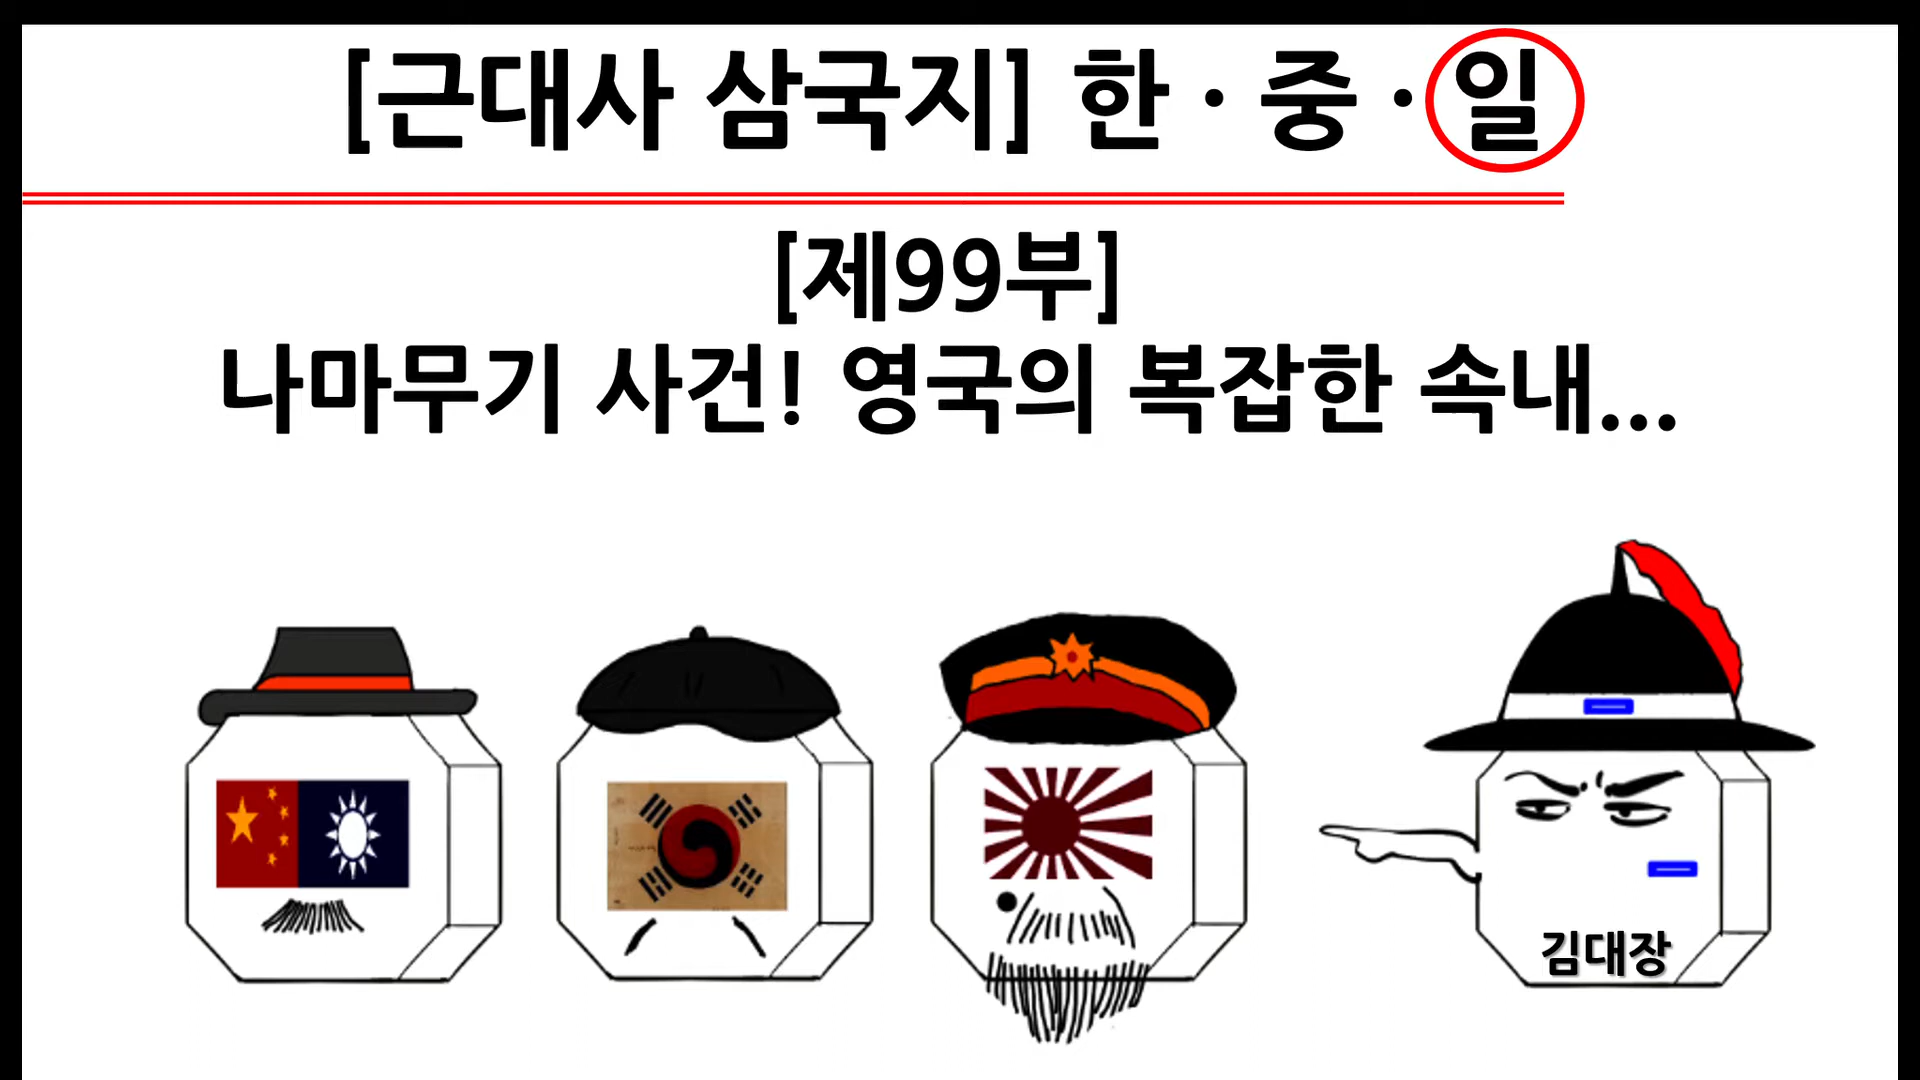 [근대사 삼국지] 한 · 중 · 일
[제99부]
나마무기 사건! 영국의 복잡한 속내...
김대장